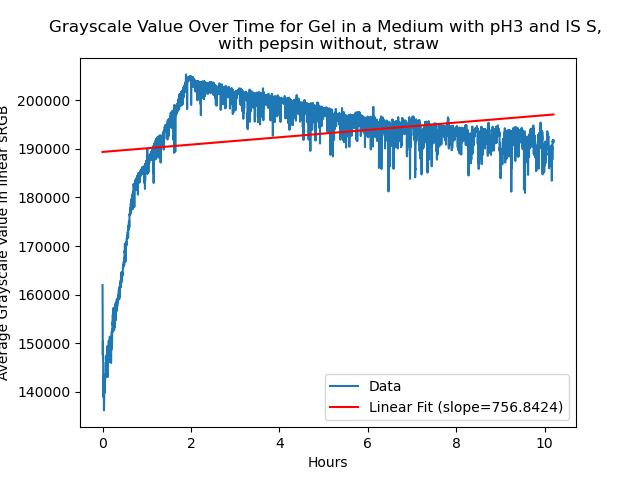 Grayscale Value Over Time for Gel in a Medium with pH3 and IS S,
with pepsin without, straw
Average Grayscale Value in linear sRGB
200000
190000
180000
170000
160000
150000
140000
Data
Linear Fit (slope=756.8424)
0 2 4 6 8 10
Hours